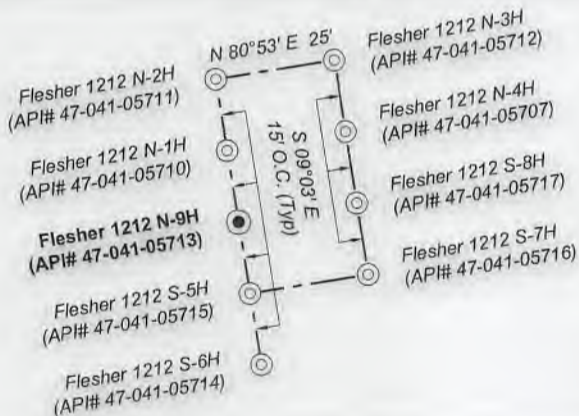 N 80°53' E 25'
Flesher 1212 N-2H
(API# 47-041-05711)
Flesher 1212 N-1H
(API# 47-041-05710)
Flesher 1212 N-9H
(API# 47-041-05713)
Flesher 1212 S-5H
(API# 47-041-05715)
Flesher 1212 S-6H
(API# 47-041-05714)
S 09°03' E
15' O.C. (Typ)
Flesher 1212 N-3H
(API# 47-041-05712)
Flesher 1212 N-4H
(API# 47-041-05707)
Flesher 1212 S-8H
(API# 47-041-05717)
Flesher 1212 S-7H
(API# 47-041-05716)